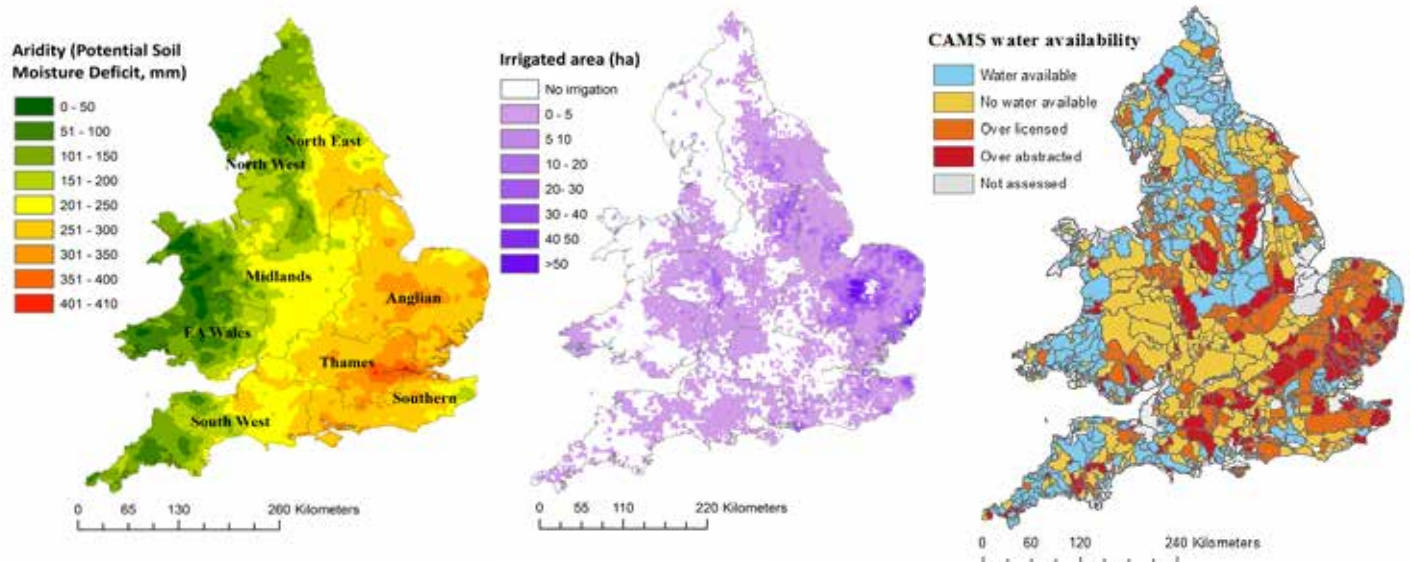 Aridity (Potential Soil
Moisture Deficit, mm)
0 - 50
51 - 100
101 - 150
151 - 200
201 - 250
251 - 300
301 - 350
351 - 400
401 - 410
North East
North West
Midlands
Anglian
EA Wales
Thames
Southern
South West
0 65 130 260 Kilometers
Irrigated area (ha)
No irrigation
0 - 5
5 10
10 - 20
20- 30
30 - 40
40 50
>50
0 55 110 220 Kilometers
CAMS water availability
Water available
No water available
Over licensed
Over abstracted
Not assessed
0 60 120 240 Kilometers